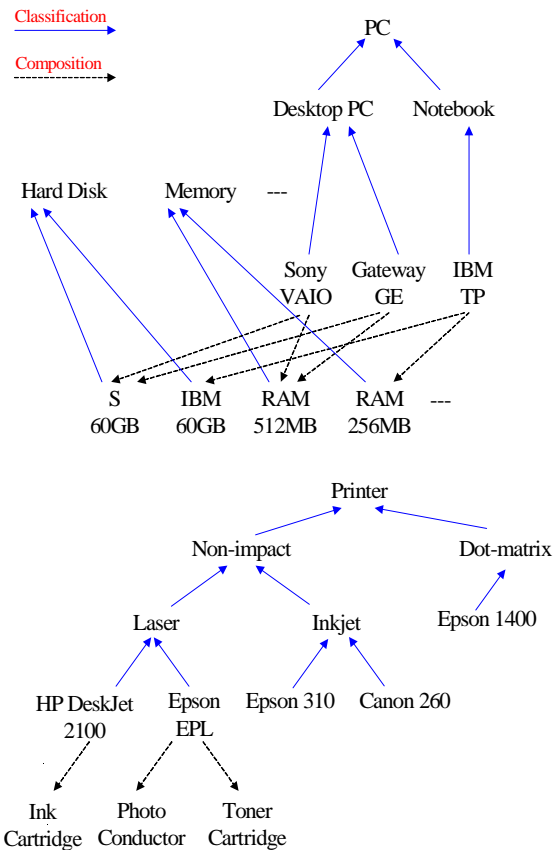 Classification
PC
Composition
Desktop PC Notebook
Hard Disk Memory ---
Sony Gateway IBM
VAIO GE TP
S IBM RAM RAM ---
60GB 60GB 512MB 256MB
Printer
Non-impact Dot-matrix
Laser Inkjet Epson 1400
HP DeskJet Epson Epson 310 Canon 260
2100 EPL
Ink Photo Toner
Cartridge Conductor Cartridge